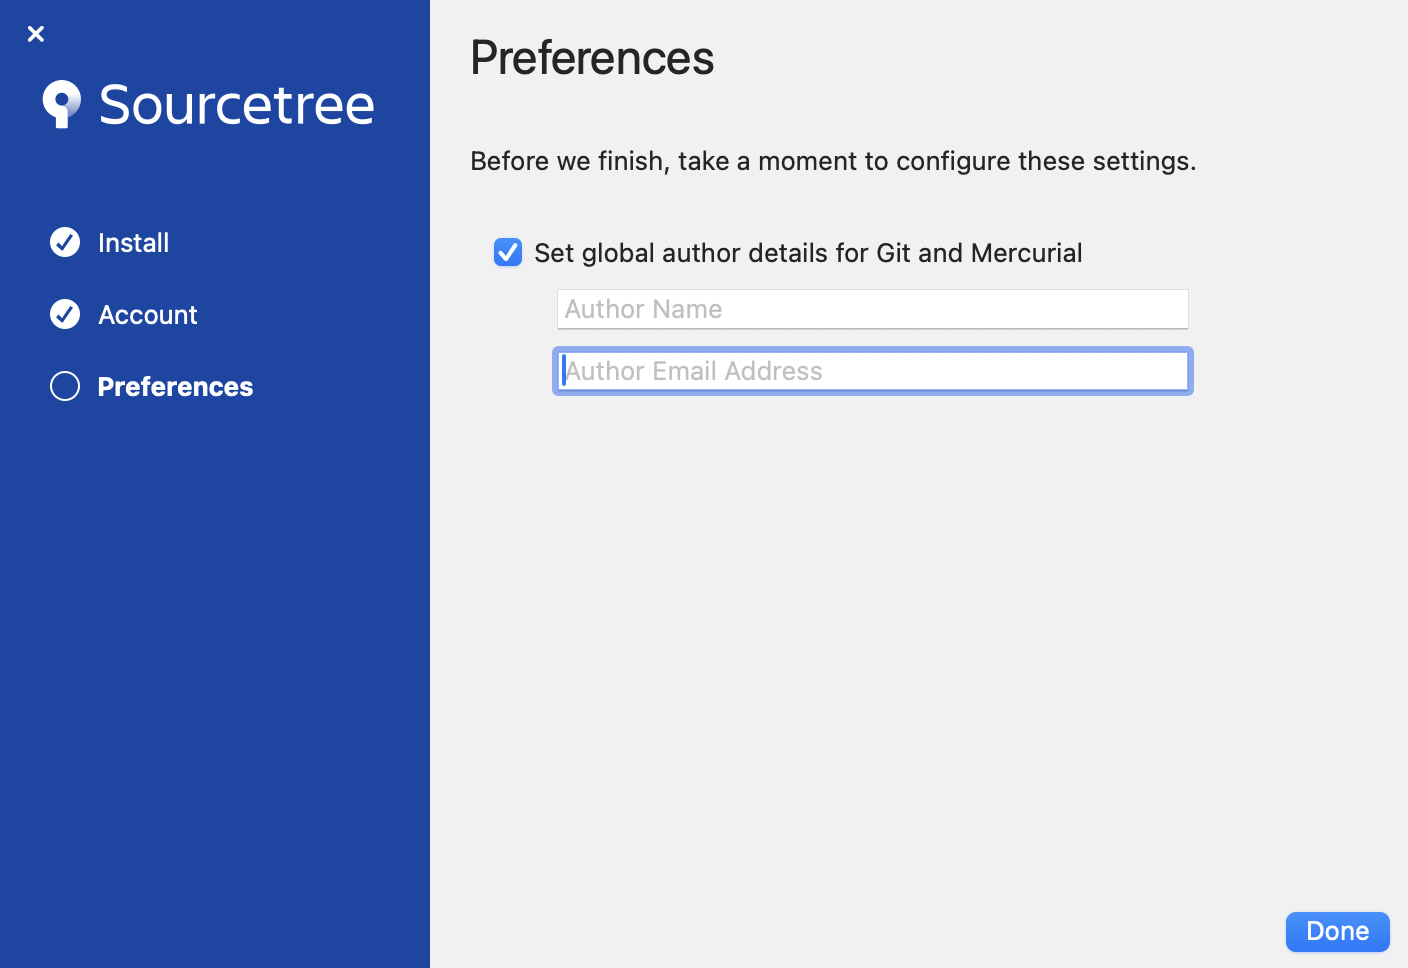 Sourcetree
Install
Account
Preferences
Preferences
Before we finish, take a moment to configure these settings.
Set global author details for Git and Mercurial
Author Name
Author Email Address
Done